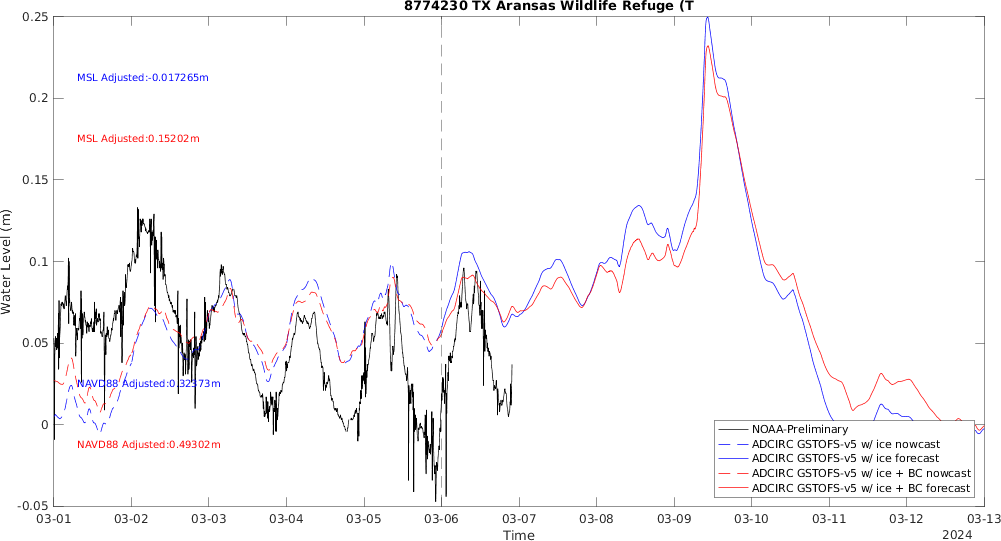 8774230 TX Aransas Wildlife Refuge (T
0.25
0.2
0.15
0.1
0.05
0
-0.05
Water Level (m)
MSL Adjusted:-0.017265m
MSL Adjusted:0.15202m
NAVD88 Adjusted:0.32373m
NAVD88 Adjusted:0.49302m
NOAA-Preliminary
ADCIRC GSTOFS-v5 w/ ice nowcast
ADCIRC GSTOFS-v5 w/ ice forecast
ADCIRC GSTOFS-v5 w/ ice + BC nowcast
ADCIRC GSTOFS-v5 w/ ice + BC forecast
03-01 03-02 03-03 03-04 03-05 03-06 03-07 03-08 03-09 03-10 03-11 03-12 03-13
Time
2024